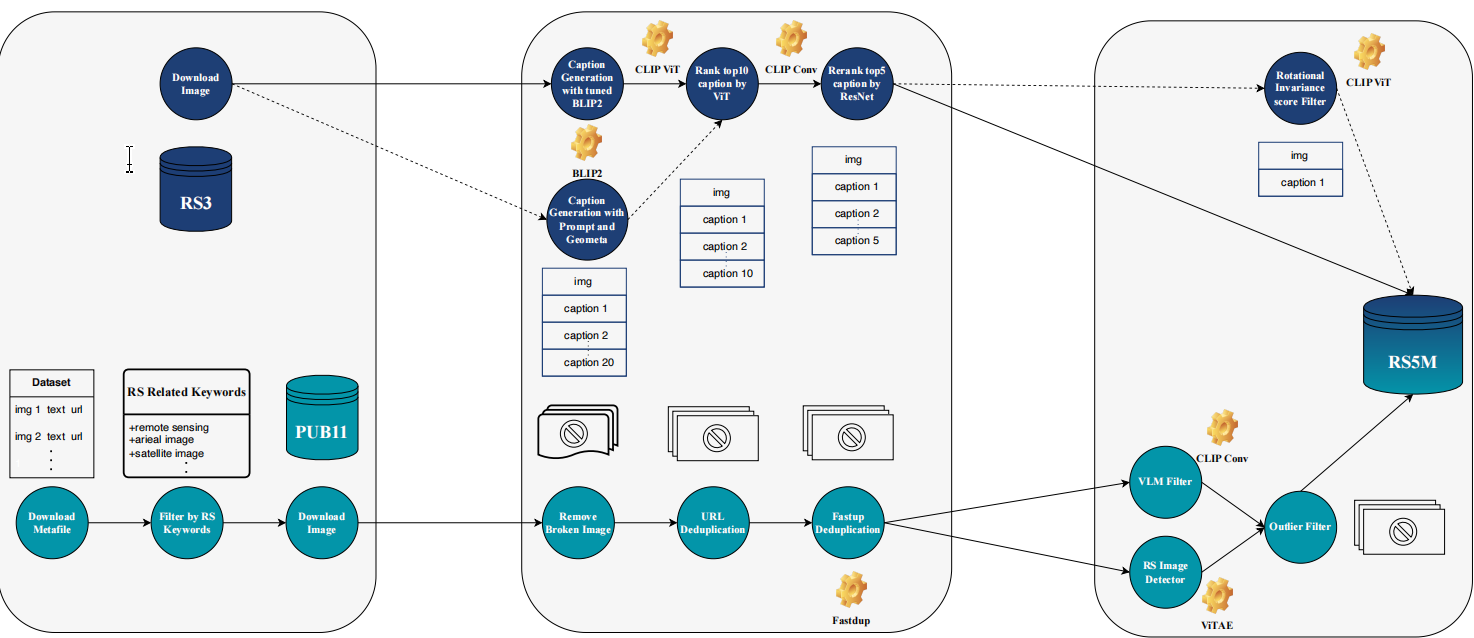 Download
Image
RS3
Dataset
img 1 text url
img 2 text url
RS Related Keywords
+remote sensing
+arieal image
+satellite image
PUB11
Download
Metafile
Filter by RS
Keywords
Download
Image
Caption
Generation
with tuned
BLIP2
CLIP ViT
Rank top10
caption by
ViT
CLIP Conv
Rerank top5
caption by
ResNet
BLIP2
Caption
Generation with
Prompt and
Geometa
img
caption 1
caption 2
caption 20
img
caption 1
caption 2
caption 10
img
caption 1
caption 2
caption 5
Remove
Broken Image
URL
Deduplication
Fastup
Deduplication
Fastdup
Rotational
Invariance
score Filter
CLIP ViT
img
caption 1
RS5M
CLIP Conv
VLM Filter
RS Image
Detector
ViTAE
Outlier Filter